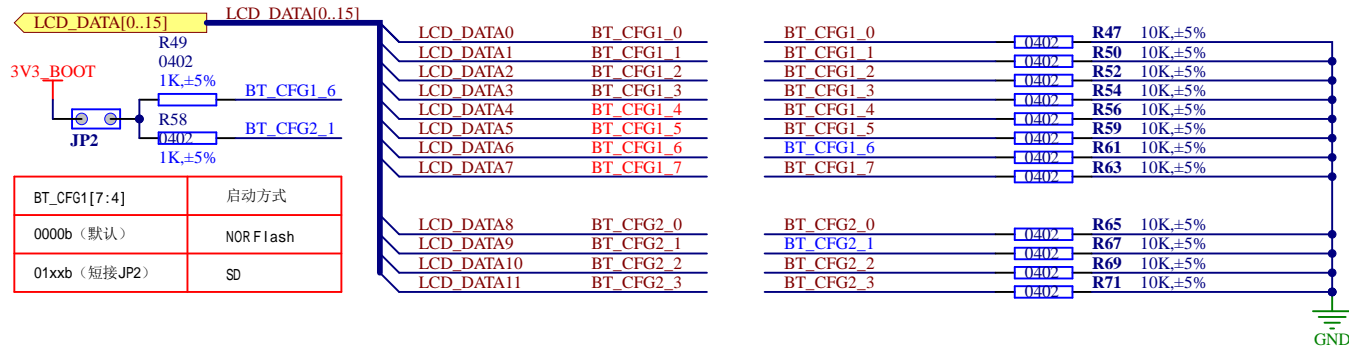 LCD_DATA[0..15] LCD_DATA[0..15]
R49
0402
1K,±5%
3V3_BOOT
BT_CFG1_6
JP2
R58
0402
1K,±5%
BT_CFG2_1
BT_CFG1[7:4] 启动方式
0000b（默认） NOR Flash
01xxb（短接JP2） SD
LCD_DATA0 BT_CFG1_0 BT_CFG1_0 0402 R47 10K,±5%
LCD_DATA1 BT_CFG1_1 BT_CFG1_1 0402 R50 10K,±5%
LCD_DATA2 BT_CFG1_2 BT_CFG1_2 0402 R52 10K,±5%
LCD_DATA3 BT_CFG1_3 BT_CFG1_3 0402 R54 10K,±5%
LCD_DATA4 BT_CFG1_4 BT_CFG1_4 0402 R56 10K,±5%
LCD_DATA5 BT_CFG1_5 BT_CFG1_5 0402 R59 10K,±5%
LCD_DATA6 BT_CFG1_6 BT_CFG1_6 0402 R61 10K,±5%
LCD_DATA7 BT_CFG1_7 BT_CFG1_7 0402 R63 10K,±5%
LCD_DATA8 BT_CFG2_0 BT_CFG2_0 0402 R65 10K,±5%
LCD_DATA9 BT_CFG2_1 BT_CFG2_1 0402 R67 10K,±5%
LCD_DATA10 BT_CFG2_2 BT_CFG2_2 0402 R69 10K,±5%
LCD_DATA11 BT_CFG2_3 BT_CFG2_3 0402 R71 10K,±5%
GND